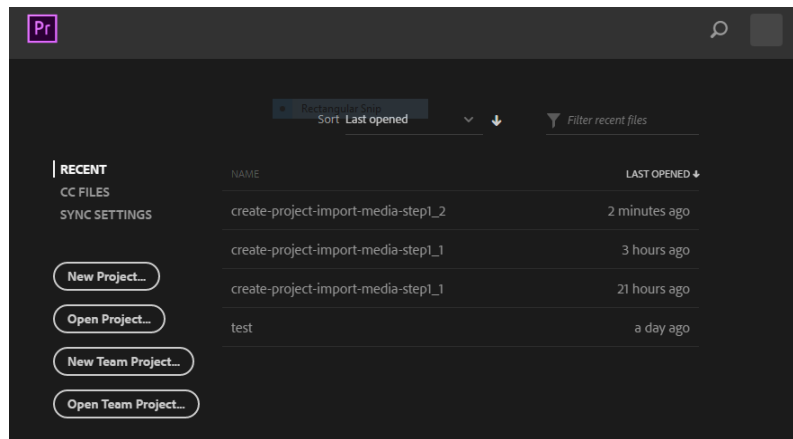 Pr
Rectangular Snip
Sort Last opened
Filter recent files
RECENT
CC FILES
SYNC SETTINGS
New Project...
Open Project...
New Team Project...
Open Team Project...
NAME LAST OPENED
create-project-import-media-step1_2 2 minutes ago
create-project-import-media-step1_1 3 hours ago
create-project-import-media-step1_1 21 hours ago
test a day ago